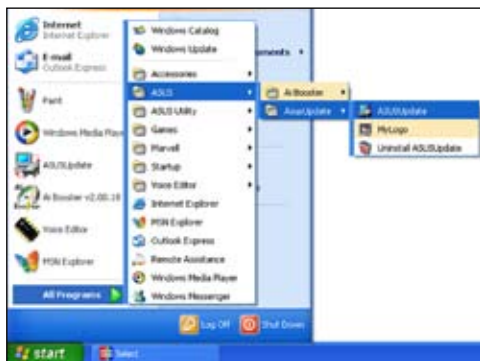 Internet
Internet Explorer
E-mail
Outlook Express
Paint
Windows Media Player
ASUSUpdate
Ai Booster v2.00.18
Voice Editor
MSN Explorer
All Programs
Windows Catalog
Windows Update
Accessories
ASUS
ASUS Utility
Games
Marvell
Startup
Voice Editor
Internet Explorer
MSN Explorer
Outlook Express
Remote Assistance
Windows Media Player
Windows Messenger
uments
Ai Booster
AsusUpdate
ASUSUpdate
MyLogo
Uninstall ASUSUpdate
Log Off
Shut Down
start
Select